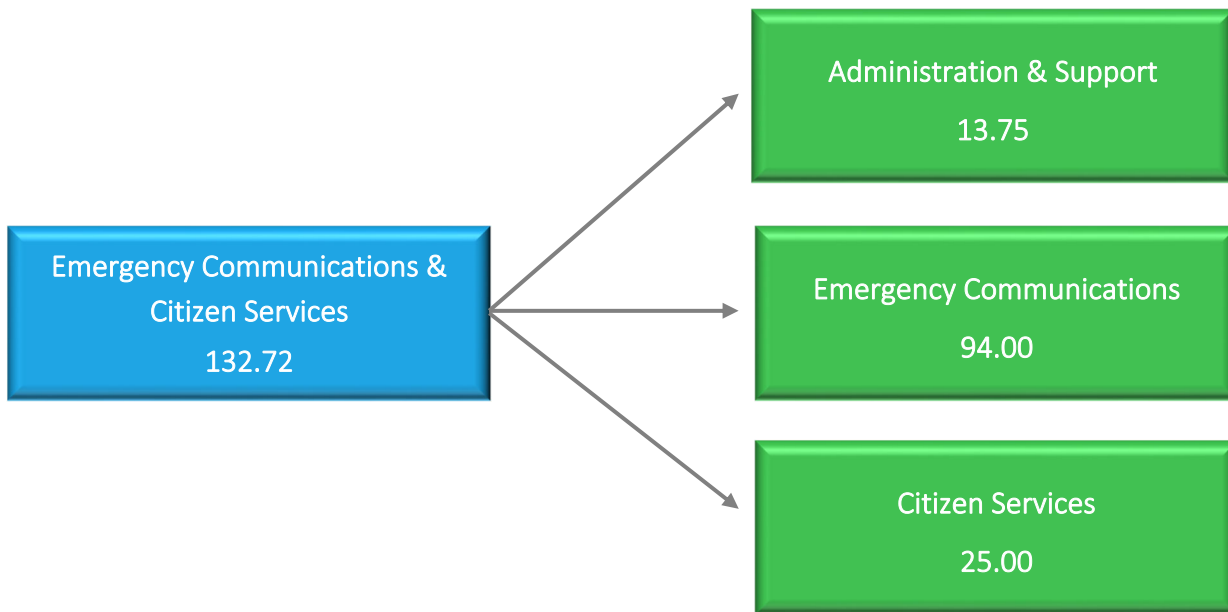 Emergency Communications &
Citizen Services
132.72
Administration & Support
13.75
Emergency Communications
94.00
Citizen Services
25.00